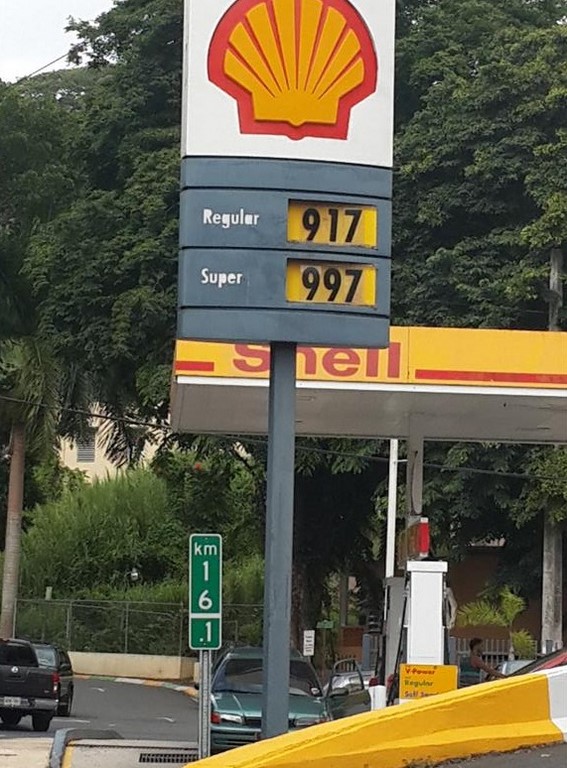 Regular 917
Super 997
Shell
km
1
6
.1
V-Power
Regular